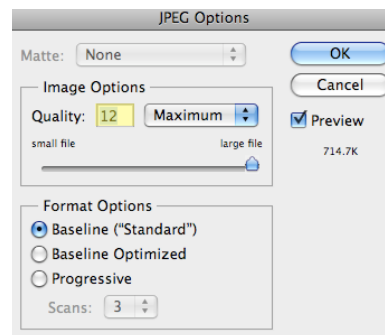 JPEG Options
Matte: None
OK
Cancel
Image Options
Quality: 12 Maximum
Preview
small file large file
714.7K
Format Options
Baseline (“Standard”)
Baseline Optimized
Progressive
Scans: 3